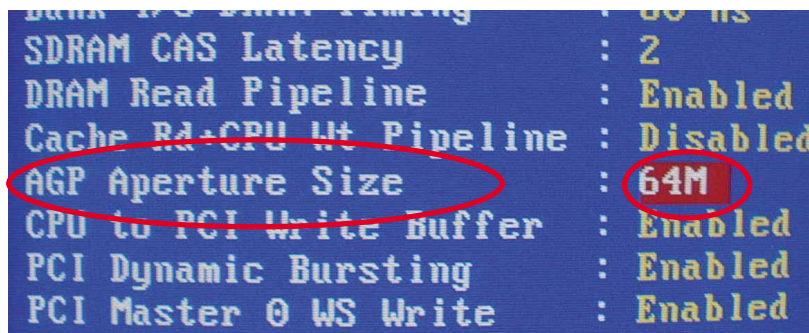 SDRAM CAS Latency : 2
DRAM Read Pipeline : Enabled
Cache Rd+CPU Wt Pipeline : Disabled
AGP Aperture Size : 64M
CPU to PCI Write Buffer : Enabled
PCI Dynamic Bursting : Enabled
PCI Master 0 WS Write : Enabled